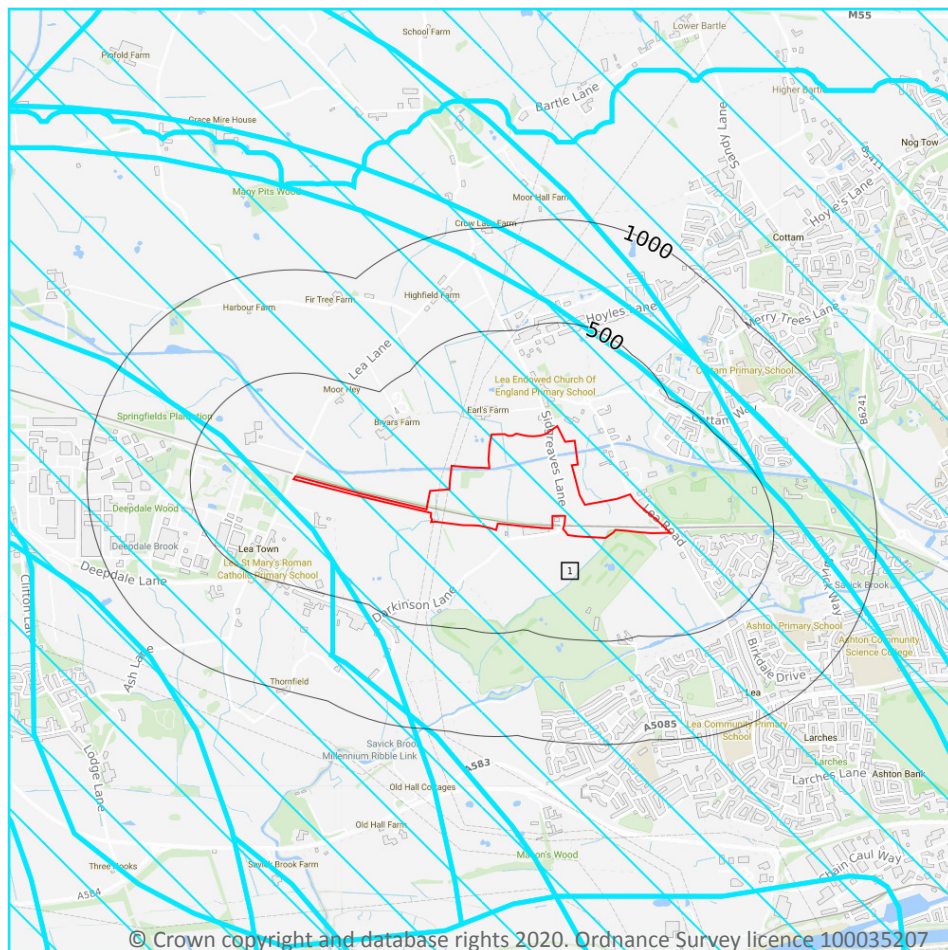 M55
Lower Bartle
School Farm
Pinfold Farm
Bartle Lane
Higher Bartle
Grace Mire House
Sandy Lane
Nog Tow
B5411
Many Pits Wood
Moor Hall Farm
Hoyle's Lane
Crow Lady Farm
1000
Cottam
Highfield Farm
Fir Tree Farm
Harbour Farm
Hoyles Lane
Merry Trees Lane
500
Lea Lane
Cottam Primary School
Lea Endowed Church Of
England Primary School
Moor Hey
B6241
Springfields Plantation
Earl's Farm
Cottam Way
Bryars Farm
Sidgreaves Lane
Deepdale Wood
Lea Road
Deepdale Brook
Lea Town
Lea St Mary's Roman
Catholic Primary School
Deepdale Lane
1
Savick Brook
Clifton Lane
Darkinson Lane
Ashton Primary School
Ashton Community
Science College
Birkdale Drive
Ash Lane
Thornfield
Lea
A5085
Lea Community Primary
School
Larches
Savick Brook
Millennium Ribble Link
A583
Larches
Larches Lane
Ashton Bank
Lodge Lane
Old Hall Cottages
Old Hall Farm
Mason's Wood
Three Nooks
Savick Brook Farm
Chain Caul Way
A584
© Crown copyright and database rights 2020. Ordnance Survey licence 100035207